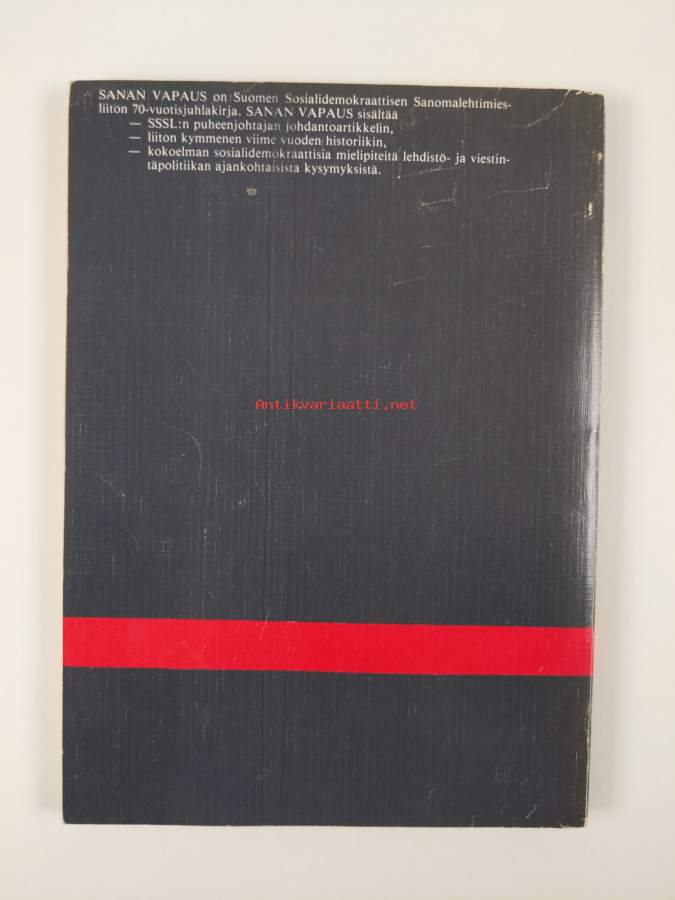 SANAN VAPAUS on Suomen Sosialidemokraattisen Sanomalehtimies-
liiton 70-vuotisjuhlakirja. SANAN VAPAUS sisältää
— SSSL:n puheenjohtajan johdantoartikkelin,
— liiton kymmenen viime vuoden historiikin,
— kokoelman sosialidemokraattisia mielipiteitä lehdistö- ja viestin-
täpolitiikan ajankohtaisista kysymyksistä.
Antikvariaatti.net